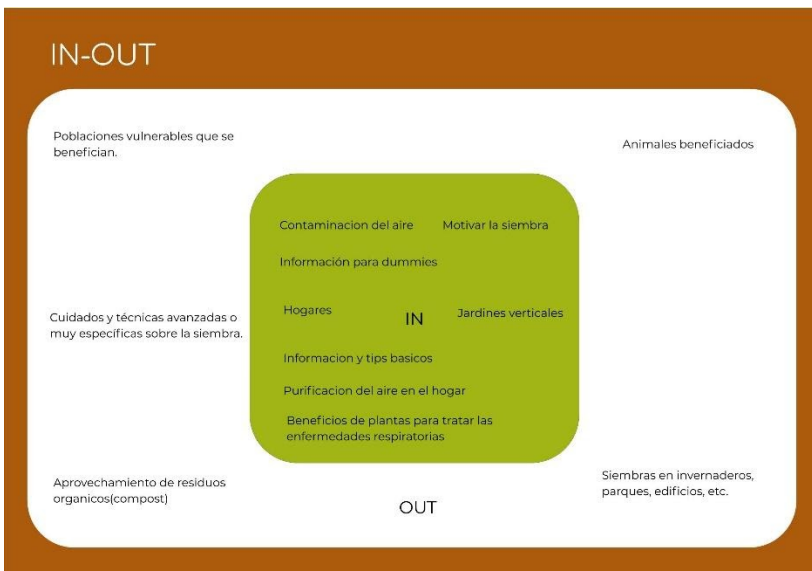 IN-OUT
Poblaciones vulnerables que se
benefician.
Animales beneficiados
Contaminacion del aire
Motivar la siembra
Información para dummies
Hogares
IN
Jardines verticales
Cuidados y técnicas avanzadas o
muy específicas sobre la siembra.
Informacion y tips basicos
Purificacion del aire en el hogar
Beneficios de plantas para tratar las
enfermedades respiratorias
Aprovechamiento de residuos
organicos(compost)
Siembras en invernaderos,
parques, edificios, etc.
OUT